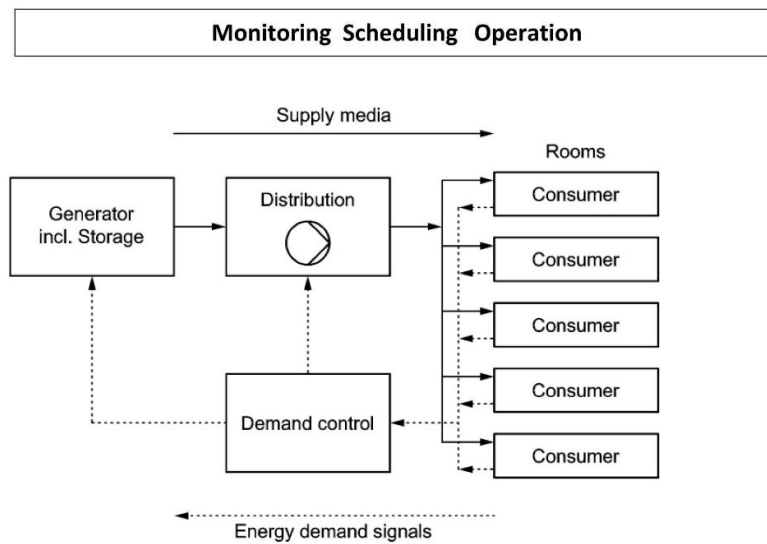 Monitoring Scheduling Operation
Supply media
Rooms
Generator
incl. Storage
Distribution
Consumer
Consumer
Consumer
Consumer
Consumer
Demand control
Energy demand signals